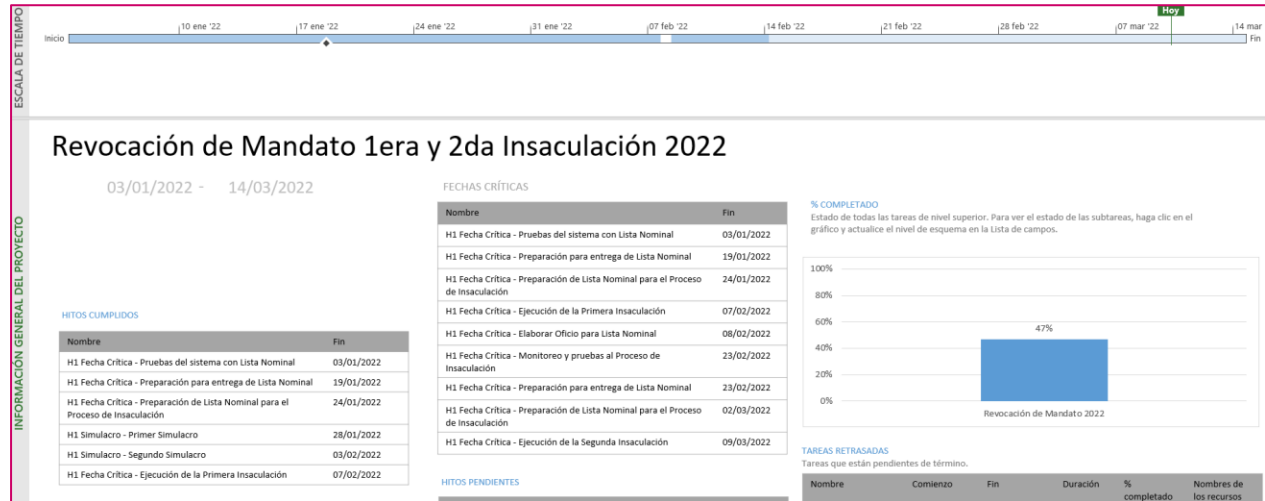 ESCALA DE TIEMPO
Hoy
10 ene '22 17 ene '22 24 ene '22 31 ene '22 07 feb '22 14 feb '22 21 feb '22 28 feb '22 07 mar '22 14 mar
Inicio
Fin
INFORMACIÓN GENERAL DEL PROYECTO
Revocación de Mandato 1era y 2da Insaculación 2022
03/01/2022 - 14/03/2022
HITOS CUMPLIDOS
Nombre Fin
H1 Fecha Crítica - Pruebas del sistema con Lista Nominal 03/01/2022
H1 Fecha Crítica - Preparación para entrega de Lista Nominal 19/01/2022
H1 Fecha Crítica - Preparación de Lista Nominal para el 24/01/2022
Proceso de Insaculación
H1 Simulacro - Primer Simulacro 28/01/2022
H1 Simulacro - Segundo Simulacro 03/02/2022
H1 Fecha Crítica - Ejecución de la Primera Insaculación 07/02/2022
FECHAS CRÍTICAS
Nombre Fin
H1 Fecha Crítica - Pruebas del sistema con Lista Nominal 03/01/2022
H1 Fecha Crítica - Preparación para entrega de Lista Nominal 19/01/2022
H1 Fecha Crítica - Preparación de Lista Nominal para el Proceso 24/01/2022
de Insaculación
H1 Fecha Crítica - Ejecución de la Primera Insaculación 07/02/2022
H1 Fecha Crítica - Elaborar Oficio para Lista Nominal 08/02/2022
H1 Fecha Crítica - Monitoreo y pruebas al Proceso de 23/02/2022
Insaculación
H1 Fecha Crítica - Preparación para entrega de Lista Nominal 23/02/2022
H1 Fecha Crítica - Preparación de Lista Nominal para el Proceso 02/03/2022
de Insaculación
H1 Fecha Crítica - Ejecución de la Segunda Insaculación 09/03/2022
HITOS PENDIENTES
% COMPLETADO
Estado de todas las tareas de nivel superior. Para ver el estado de las subtareas, haga clic en el
gráfico y actualice el nivel de esquema en la Lista de campos.
100%
80%
60%
47%
40%
20%
0%
Revocación de Mandato 2022
TAREAS RETRASADAS
Tareas que están pendientes de término.
Nombre Comienzo Fin Duración % Nombres de
completado los recursos